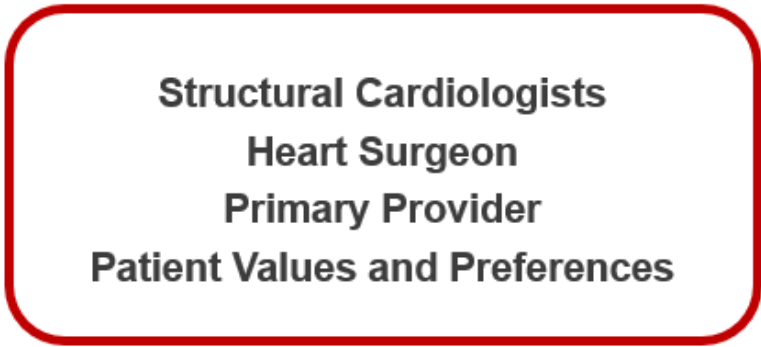 Structural Cardiologists
Heart Surgeon
Primary Provider
Patient Values and Preferences